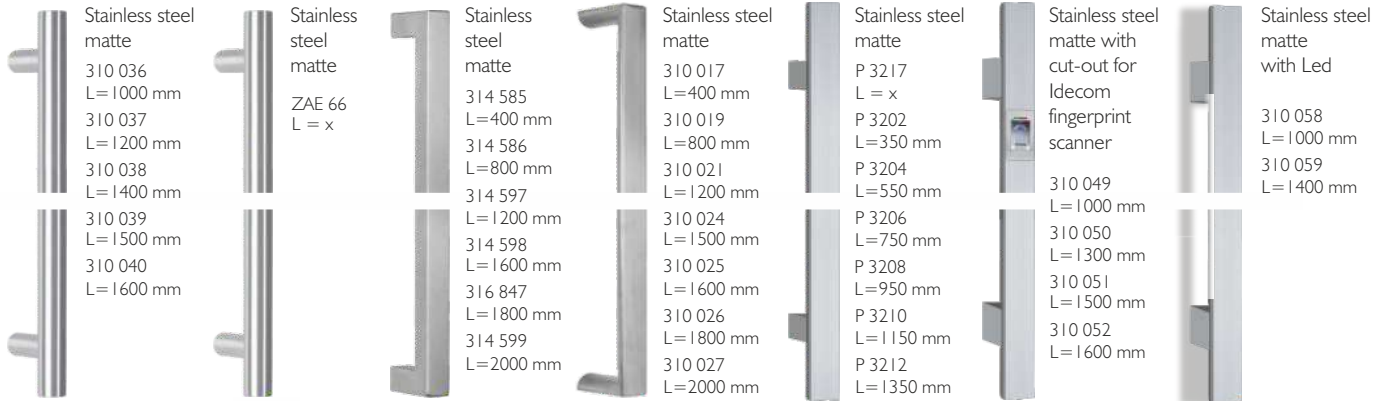 Stainless steel
matte
310 036
L=1000 mm
310 037
L=1200 mm
310 038
L=1400 mm
310 039
L=1500 mm
310 040
L=1600 mm
Stainless
steel
matte
ZAE 66
L = x
Stainless
steel
matte
314 585
L=400 mm
314 586
L=800 mm
314 597
L=1200 mm
314 598
L=1600 mm
316 847
L=1800 mm
314 599
L=2000 mm
Stainless steel
matte
310 017
L=400 mm
310 019
L=800 mm
310 021
L=1200 mm
310 024
L=1500 mm
310 025
L=1600 mm
310 026
L=1800 mm
310 027
L=2000 mm
Stainless steel
matte
P 3217
L = x
P 3202
L=350 mm
P 3204
L=550 mm
P 3206
L=750 mm
P 3208
L=950 mm
P 3210
L=1150 mm
P 3212
L=1350 mm
Stainless steel
matte with
cut-out for
Idecom
fingerprint
scanner
310 049
L=1000 mm
310 050
L=1300 mm
310 051
L=1500 mm
310 052
L=1600 mm
Stainless steel
matte
with Led
310 058
L=1000 mm
310 059
L=1400 mm